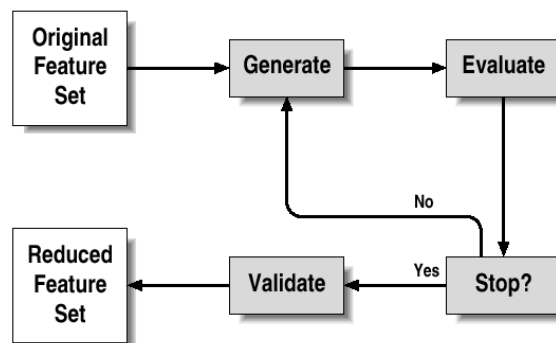 Original
Feature
Set
Generate
Evaluate
No
Yes
Reduced
Feature
Set
Validate
Stop?